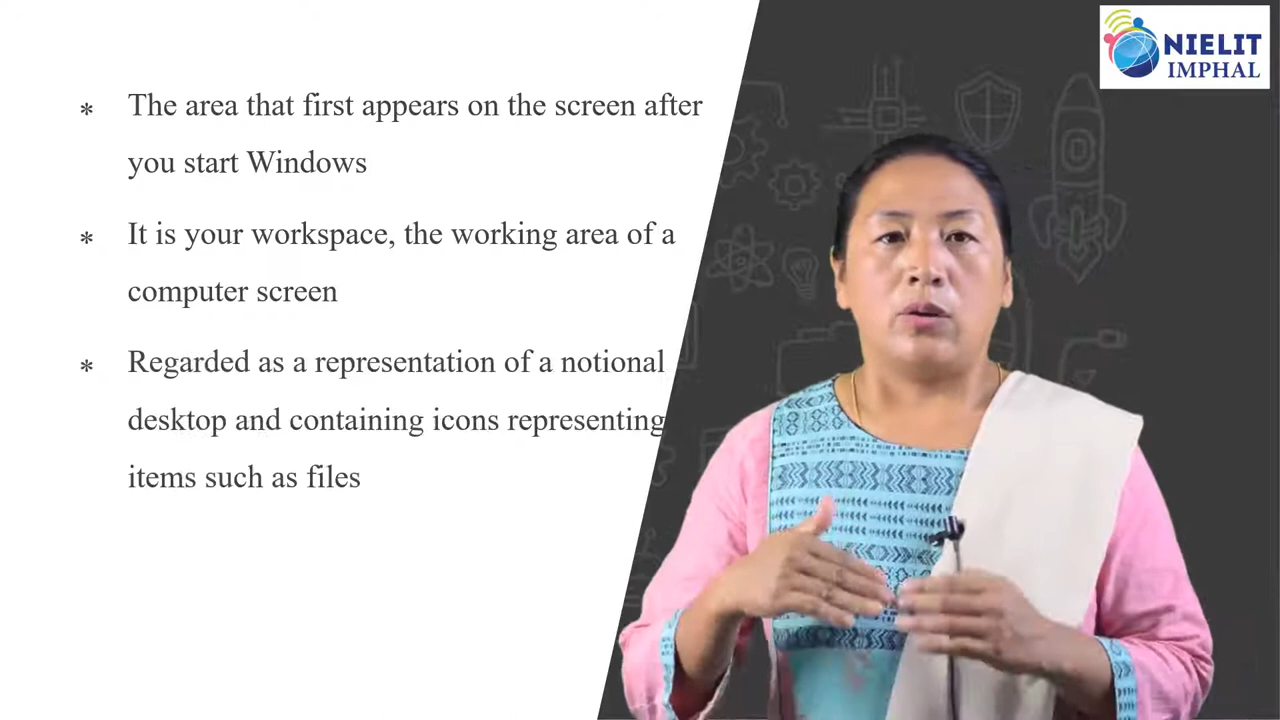 * The area that first appears on the screen after
you start Windows
* It is your workspace, the working area of a
computer screen
* Regarded as a representation of a notional
desktop and containing icons representing
items such as files
NIELIT
IMPHAL